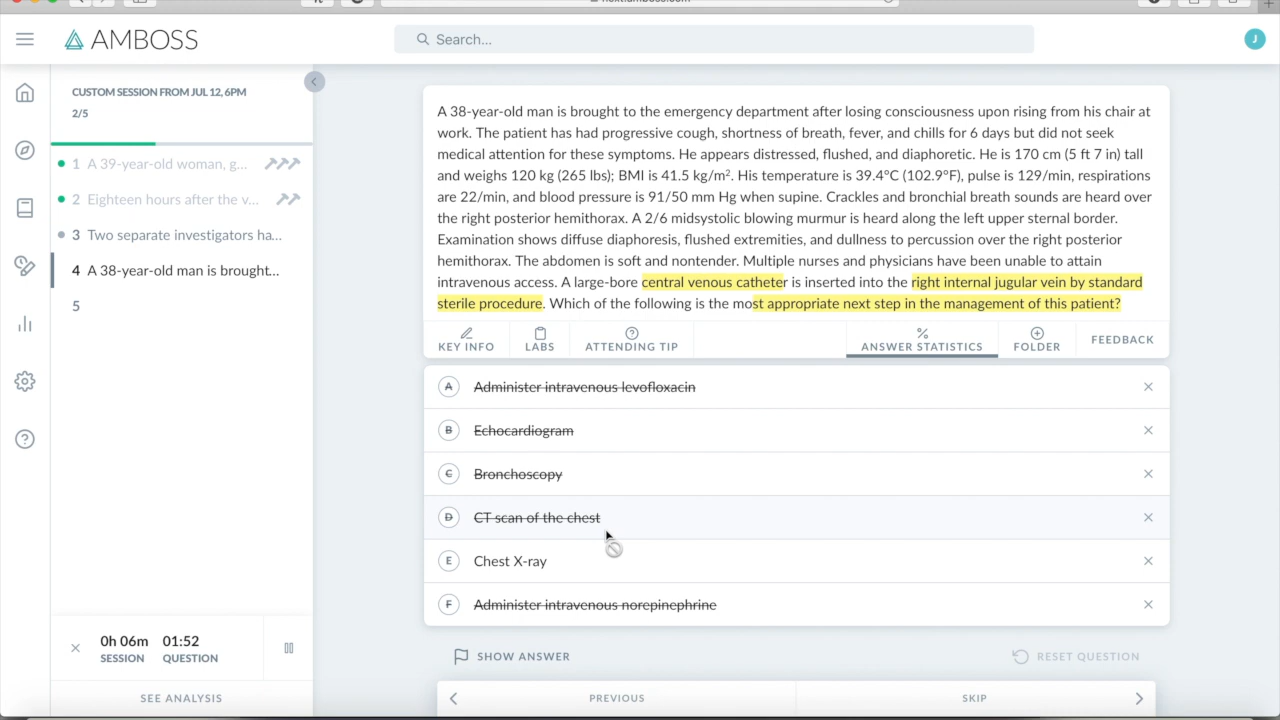 AMBOSS
Search...
J
CUSTOM SESSION FROM JUL 12, 6PM
2/5
1 A 39-year-old woman, g...
2 Eighteen hours after the v...
3 Two separate investigators ha...
4 A 38-year-old man is brought...
5
0h 06m 01:52
SESSION QUESTION
SEE ANALYSIS
A 38-year-old man is brought to the emergency department after losing consciousness upon rising from his chair at
work. The patient has had progressive cough, shortness of breath, fever, and chills for 6 days but did not seek
medical attention for these symptoms. He appears distressed, flushed, and diaphoretic. He is 170 cm (5 ft 7 in) tall
and weighs 120 kg (265 lbs); BMI is 41.5 kg/m². His temperature is 39.4°C (102.9°F), pulse is 129/min, respirations
are 22/min, and blood pressure is 91/50 mm Hg when supine. Crackles and bronchial breath sounds are heard over
the right posterior hemithorax. A 2/6 midsystolic blowing murmur is heard along the left upper sternal border.
Examination shows diffuse diaphoresis, flushed extremities, and dullness to percussion over the right posterior
hemithorax. The abdomen is soft and nontender. Multiple nurses and physicians have been unable to attain
intravenous access. A large-bore central venous catheter is inserted into the right internal jugular vein by standard
sterile procedure. Which of the following is the most appropriate next step in the management of this patient?
KEY INFO LABS ATTENDING TIP ANSWER STATISTICS FOLDER FEEDBACK
A Administer intravenous levofloxacin
B Echocardiogram
C Bronchoscopy
D CT scan of the chest
E Chest X-ray
F Administer intravenous norepinephrine
SHOW ANSWER RESET QUESTION
PREVIOUS SKIP